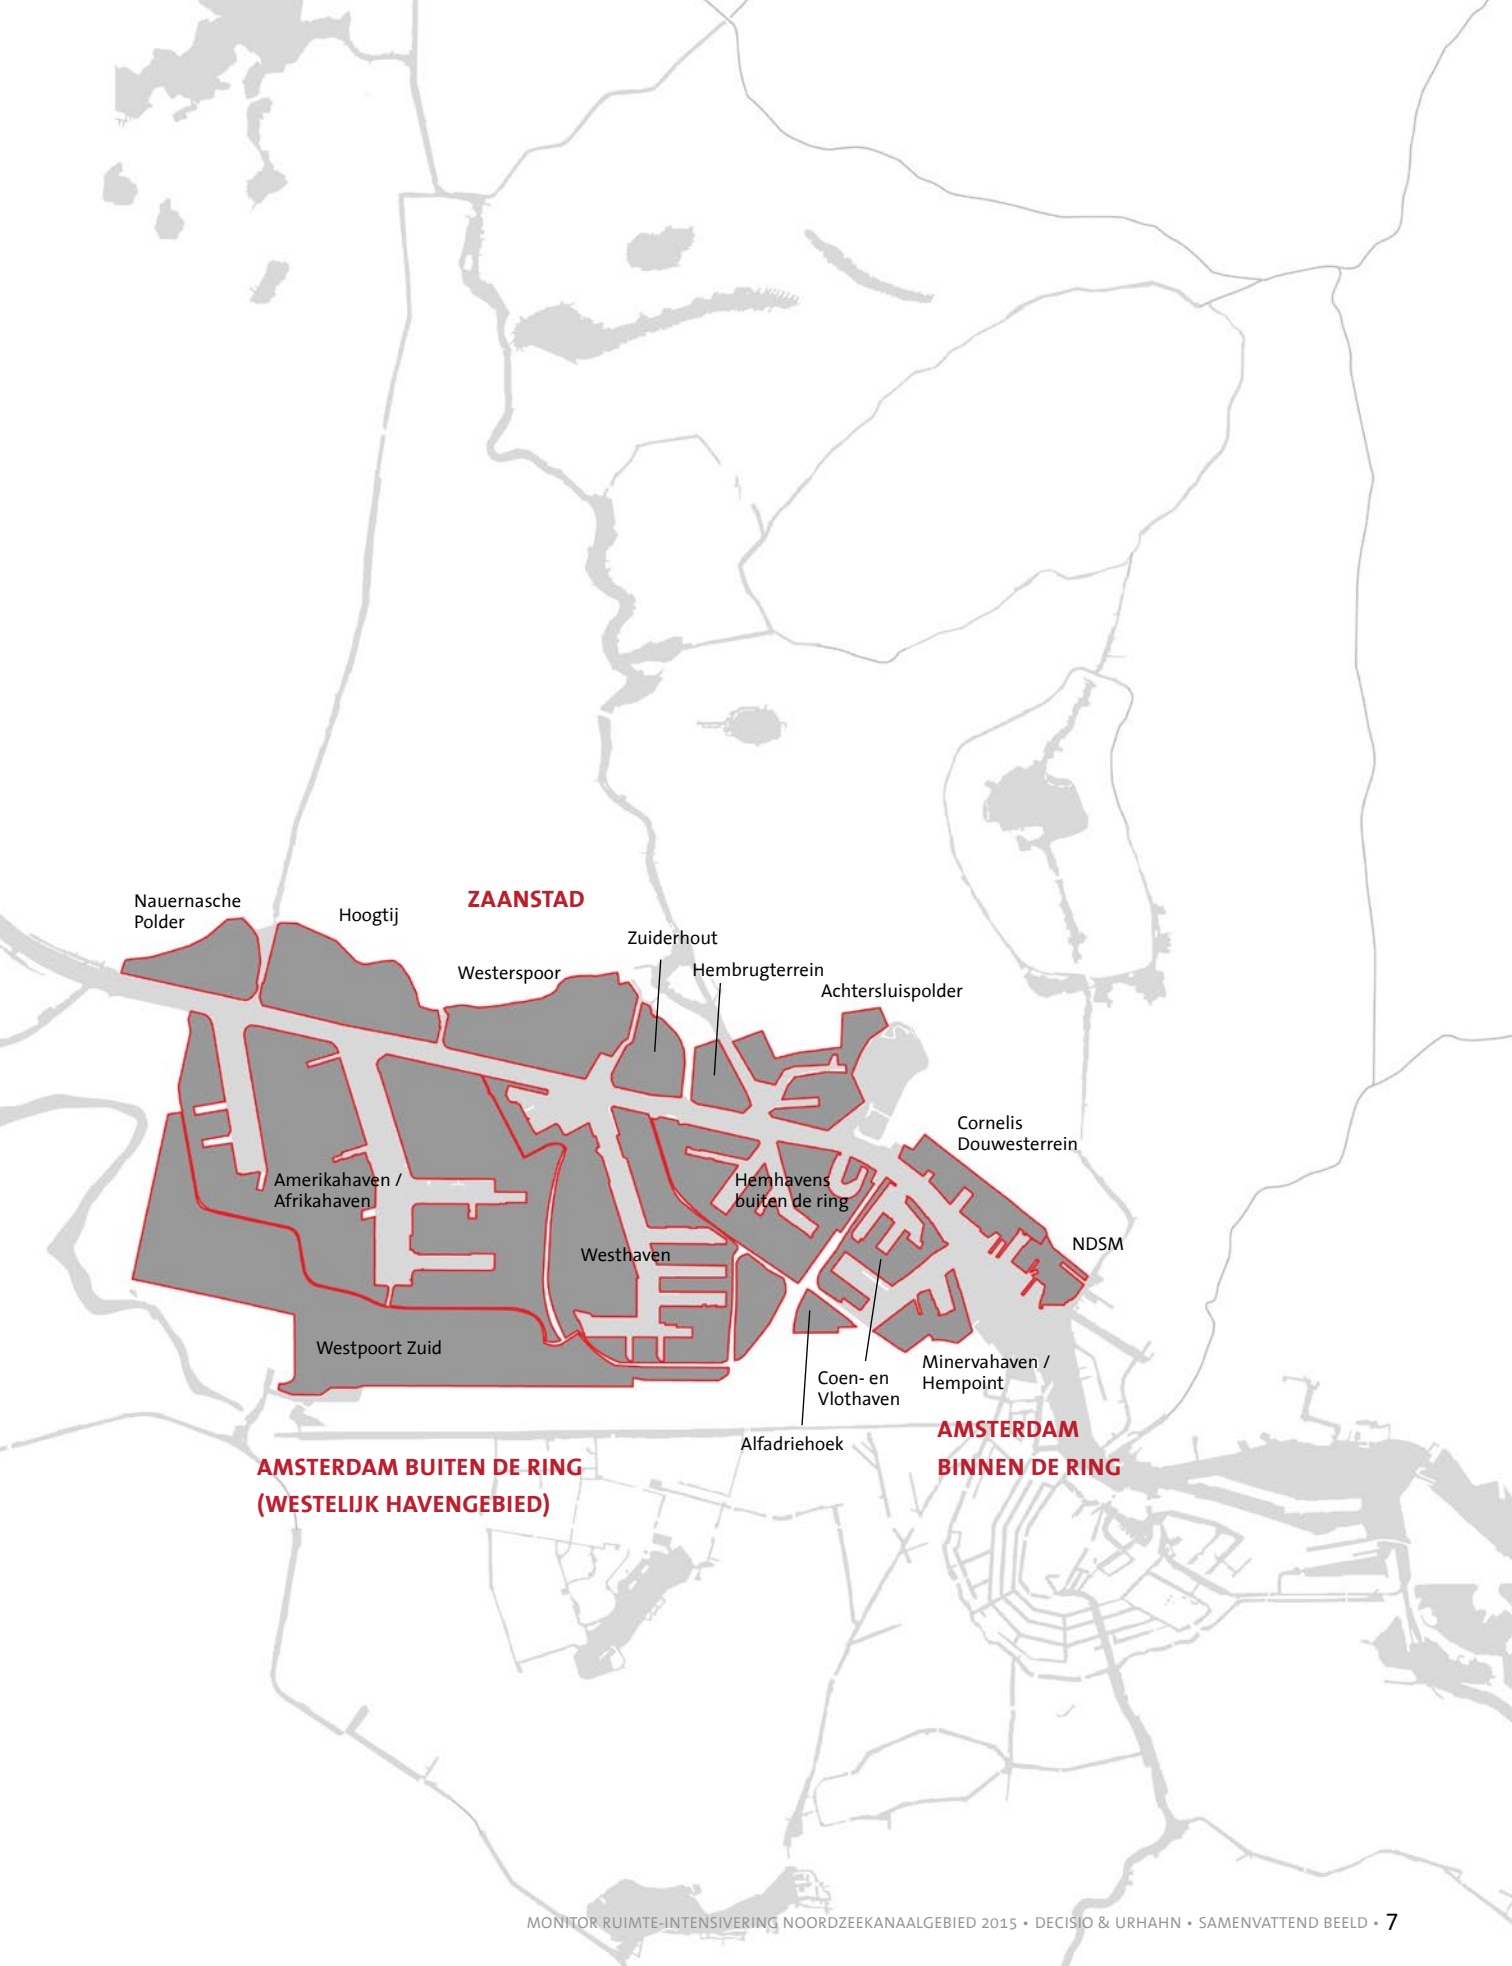 Nauernasche
Polder
Hoogtij
ZAANSTAD
Zuiderhout
Westerspoor
Hembrugterrein
Achtersluispolder
Cornelis
Douwesterrein
Amerikahaven /
Afrikahaven
Hemhavens
buiten de ring
Westhaven
NDSM
Westpoort Zuid
Minervahaven /
Hempoint
Coen- en
Vlothaven
Alfadriehoek
AMSTERDAM
BINNEN DE RING
AMSTERDAM BUITEN DE RING
(WESTELIJK HAVENGEBIED)
MONITOR RUIMTE-INTENSIVERING NOORDZEEKANAALGEBIED 2015 • DECISIO & URHAHN • SAMENVATTEND BEELD • 7